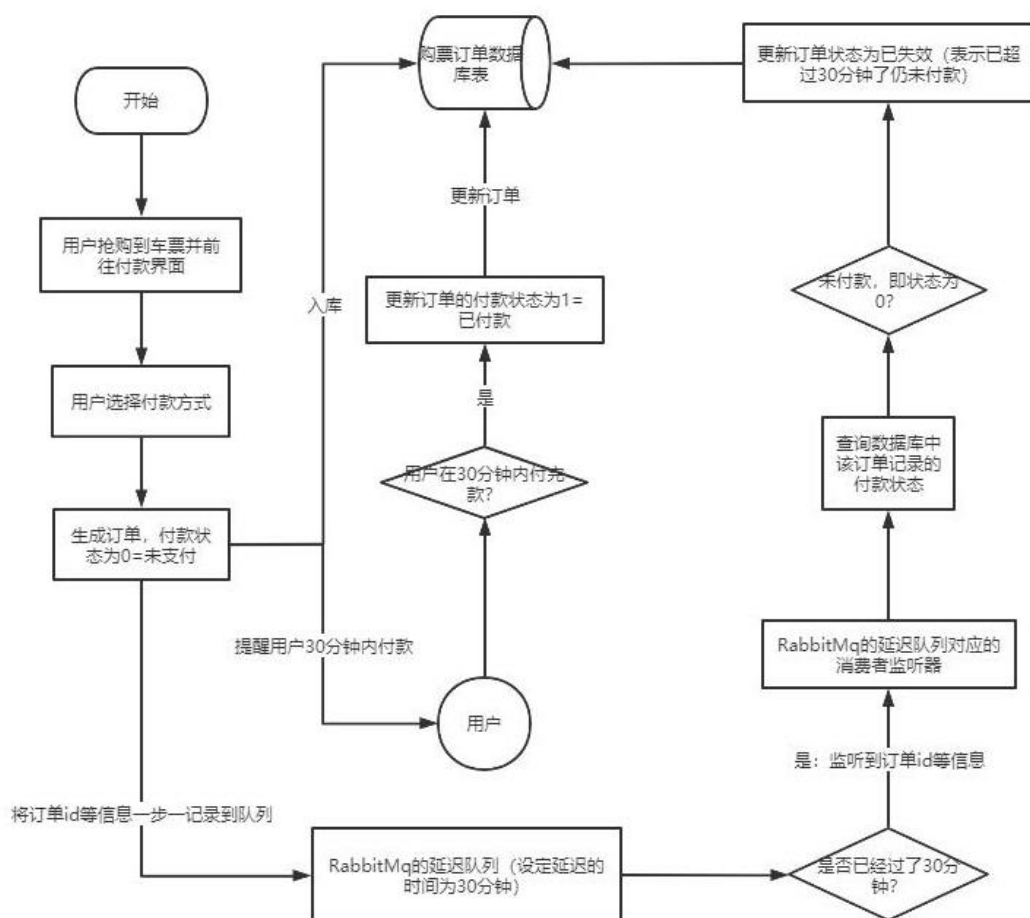 开始
用户抢购到车票并前
往付款界面
用户选择付款方式
生成订单，付款状
态为0=未支付
将订单id等信息一步一记录到队列
入库
提醒用户30分钟内付款
购票订单数据
库表
更新订单
更新订单的付款状态为1=
已付款
是
用户在30分钟内付完
款？
用户
RabbitMq的延迟队列（设定延迟的
时间为30分钟）
更新订单状态为已失效（表示已超
过30分钟了仍未付款）
未付款，即状态为
0？
查询数据库中
该订单记录的
付款状态
RabbitMq的延迟队列对应的
消费者监听器
是：监听到订单id等信息
是否已经过了30分
钟？